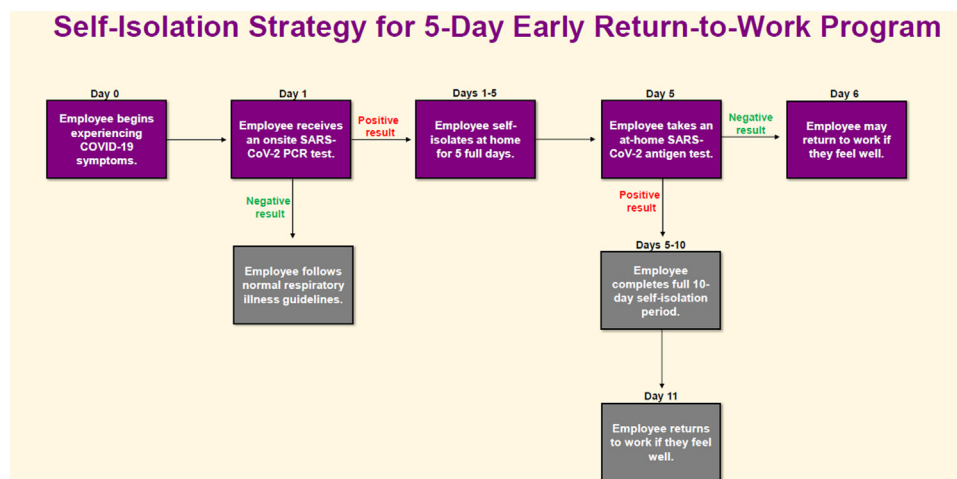 Self-Isolation Strategy for 5-Day Early Return-to-Work Program
Day 0
Employee begins
experiencing
COVID-19
symptoms.
Day 1
Employee receives
an onsite SARS-
CoV-2 PCR test.
Positive
result
Negative
result
Employee follows
normal respiratory
illness guidelines.
Days 1-5
Employee self-
isolates at home
for 5 full days.
Day 5
Employee takes an
at-home SARS-
CoV-2 antigen test.
Negative
result
Day 6
Employee may
return to work if
they feel well.
Positive
result
Days 5-10
Employee
completes full 10-
day self-isolation
period.
Day 11
Employee returns
to work if they feel
well.